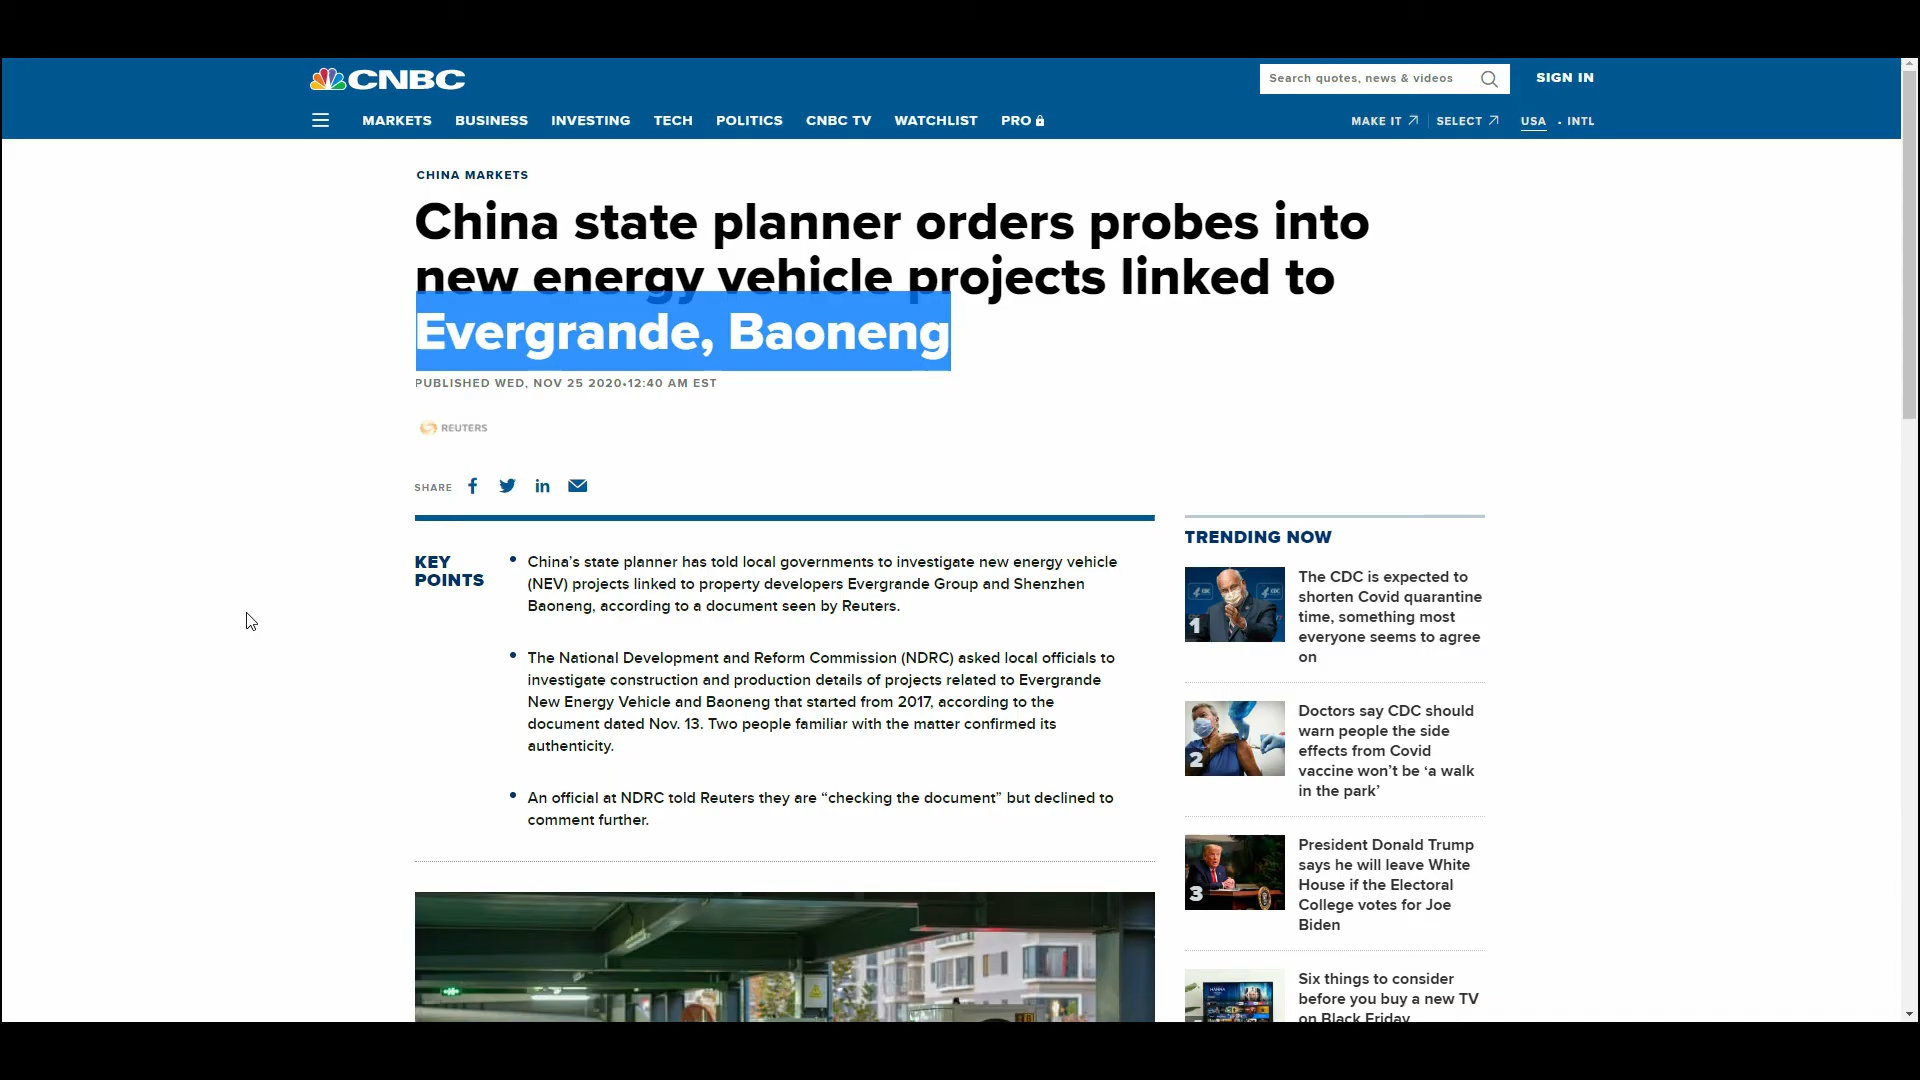 CNBC
Search quotes, news & videos
SIGN IN
MARKETS BUSINESS INVESTING TECH POLITICS CNBC TV WATCHLIST PRO
MAKE IT SELECT USA • INTL
CHINA MARKETS
China state planner orders probes into
new energy vehicle projects linked to
Evergrande, Baoneng
PUBLISHED WED, NOV 25 2020•12:40 AM EST
REUTERS
SHARE
KEY
POINTS
• China’s state planner has told local governments to investigate new energy vehicle
(NEV) projects linked to property developers Evergrande Group and Shenzhen
Baoneng, according to a document seen by Reuters.
• The National Development and Reform Commission (NDRC) asked local officials to
investigate construction and production details of projects related to Evergrande
New Energy Vehicle and Baoneng that started from 2017, according to the
document dated Nov. 13. Two people familiar with the matter confirmed its
authenticity.
• An official at NDRC told Reuters they are “checking the document” but declined to
comment further.
TRENDING NOW
1
The CDC is expected to
shorten Covid quarantine
time, something most
everyone seems to agree
on
2
Doctors say CDC should
warn people the side
effects from Covid
vaccine won’t be ‘a walk
in the park’
3
President Donald Trump
says he will leave White
House if the Electoral
College votes for Joe
Biden
Six things to consider
before you buy a new TV
on Black Friday